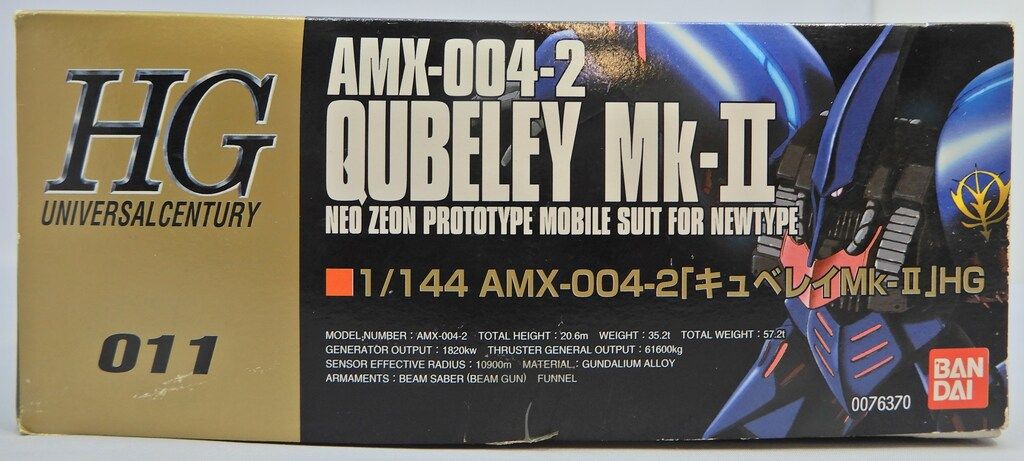 HG
UNIVERSALCENTURY
011
AMX-004-2
QUBELEY Mk-II
NEO ZEON PROTOTYPE MOBILE SUIT FOR NEWTYPE
1/144 AMX-004-2「キュベレイMk-II」HG
MODEL NUMBER : AMX-004-2 TOTAL HEIGHT : 20.6m WEIGHT : 35.2t TOTAL WEIGHT : 57.2t
GENERATOR OUTPUT : 1820kw THRUSTER GENERAL OUTPUT : 61600kg
SENSOR EFFECTIVE RADIUS : 10900m MATERIAL : GUNDALIUM ALLOY
ARMAMENTS : BEAM SABER (BEAM GUN) FUNNEL
0076370
BAN
DAI